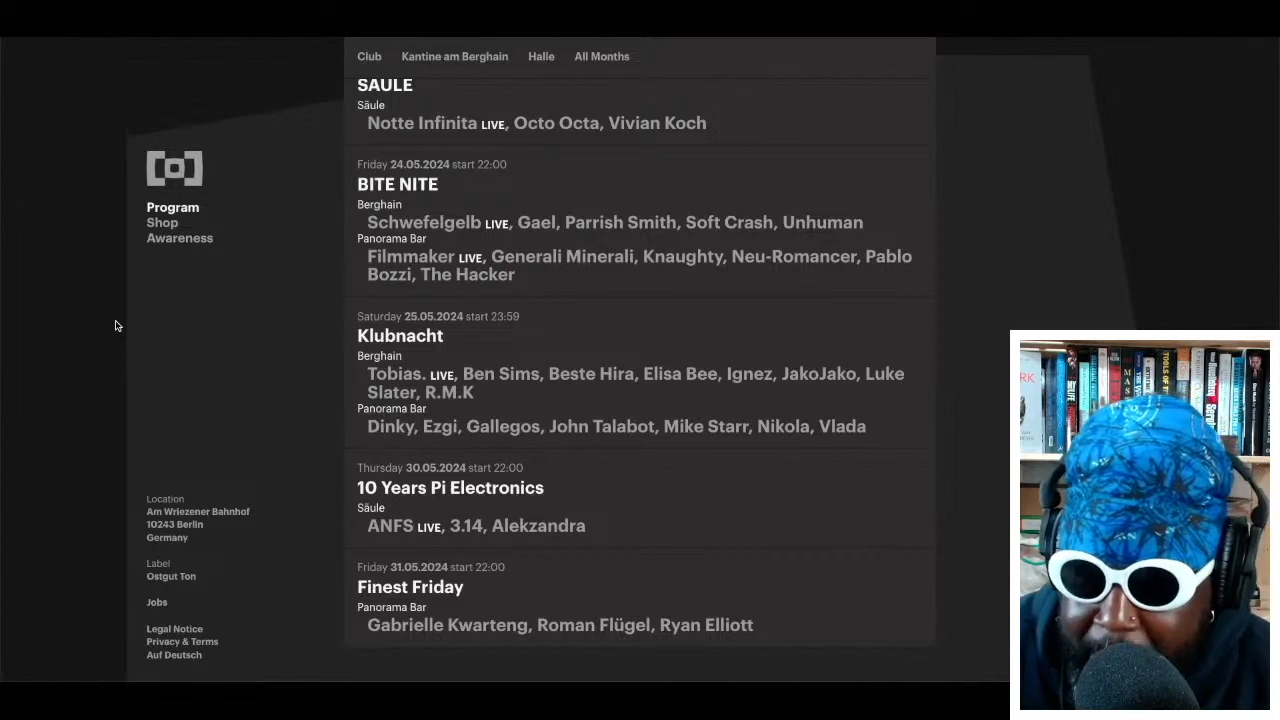 Club Kantine am Berghain Halle All Months
SÄULE
Säule
Notte Infinita LIVE, Octo Octa, Vivian Koch
Friday 24.05.2024 start 22:00
BITE NITE
Berghain
Schwefelgelb LIVE, Gael, Parrish Smith, Soft Crash, Unhuman
Panorama Bar
Filmmaker LIVE, Generali Minerali, Knaughty, Neu-Romancer, Pablo
Bozzi, The Hacker
Saturday 25.05.2024 start 23:59
Klubnacht
Berghain
Tobias. LIVE, Ben Sims, Beste Hira, Elisa Bee, Ignez, JakoJako, Luke
Slater, R.M.K
Panorama Bar
Dinky, Ezgi, Gallegos, John Talabot, Mike Starr, Nikola, Vlada
Thursday 30.05.2024 start 22:00
10 Years Pi Electronics
Säule
ANFS LIVE, 3.14, Alekzandra
Friday 31.05.2024 start 22:00
Finest Friday
Panorama Bar
Gabrielle Kwarteng, Roman Flügel, Ryan Elliott
Program
Shop
Awareness
Location
Am Wriezener Bahnhof
10243 Berlin
Germany
Label
Ostgut Ton
Jobs
Legal Notice
Privacy & Terms
Auf Deutsch